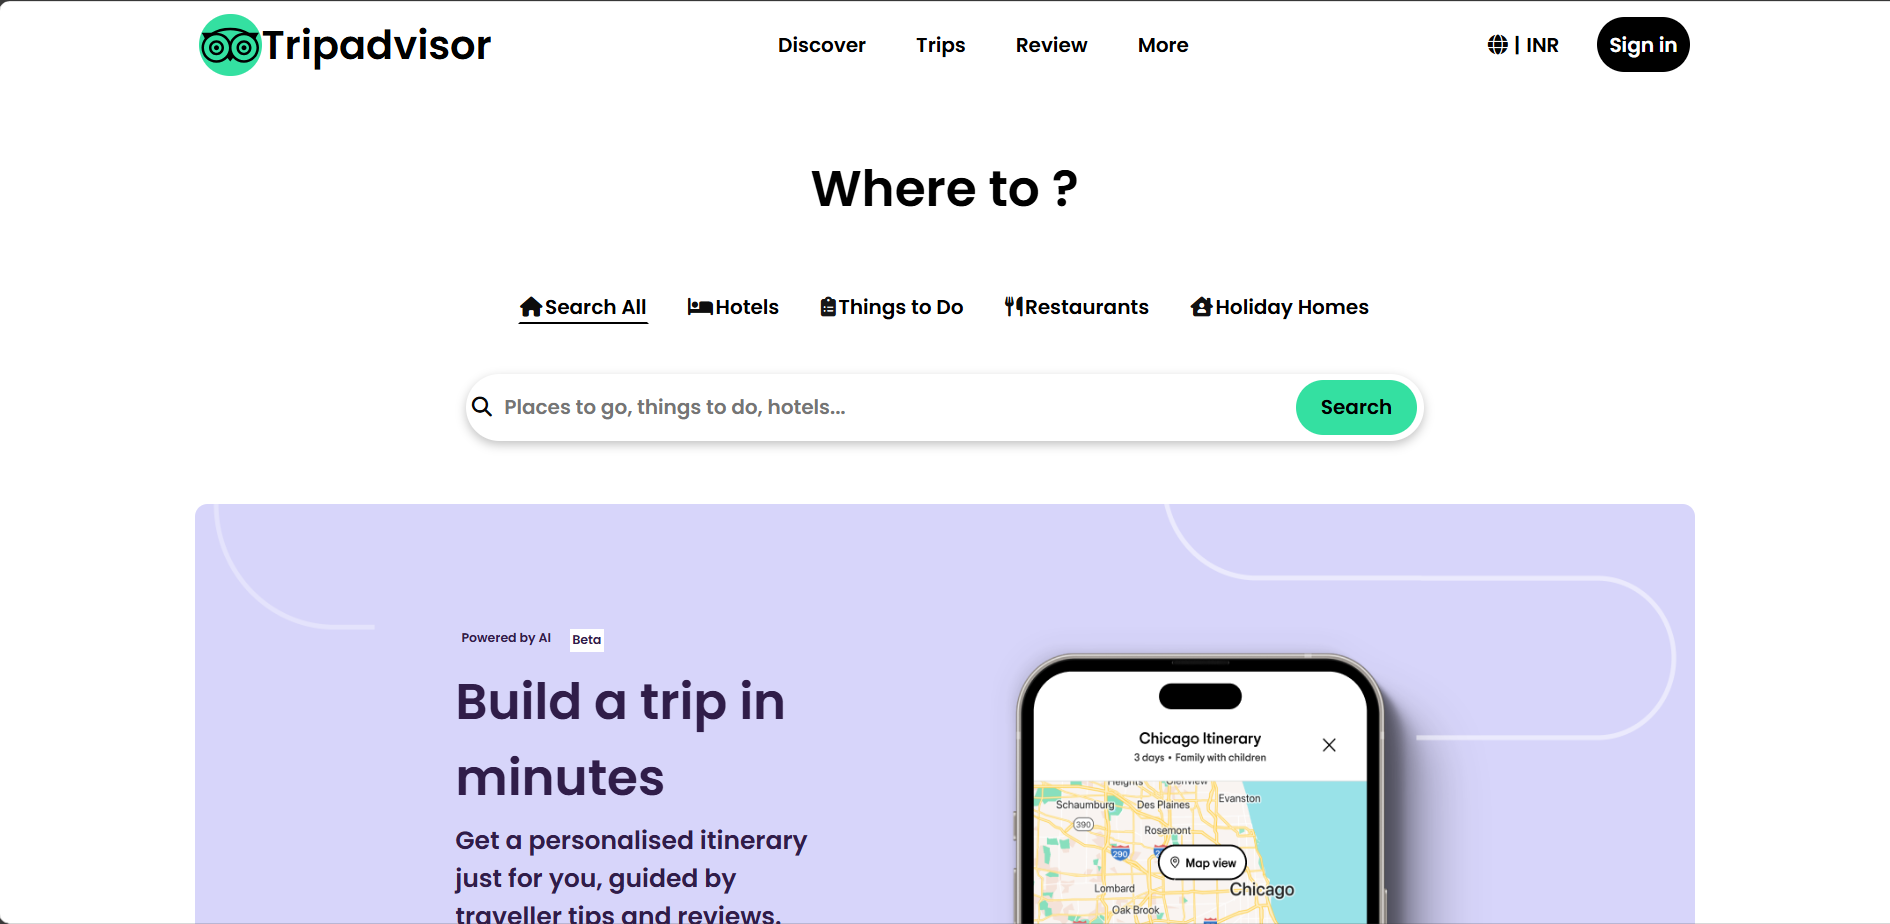 Tripadvisor
Discover Trips Review More
| INR
Sign in
Where to ?
Search All Hotels Things to Do Restaurants Holiday Homes
Places to go, things to do, hotels...
Search
Powered by AI Beta
Build a trip in
minutes
Get a personalised itinerary
just for you, guided by
traveller tips and reviews.
Chicago Itinerary
3 days • Family with children
Heights Glenview
Schaumburg Des Plaines Evanston
390
Rosemont
290
Map view
Lombard Chicago
Oak Brook